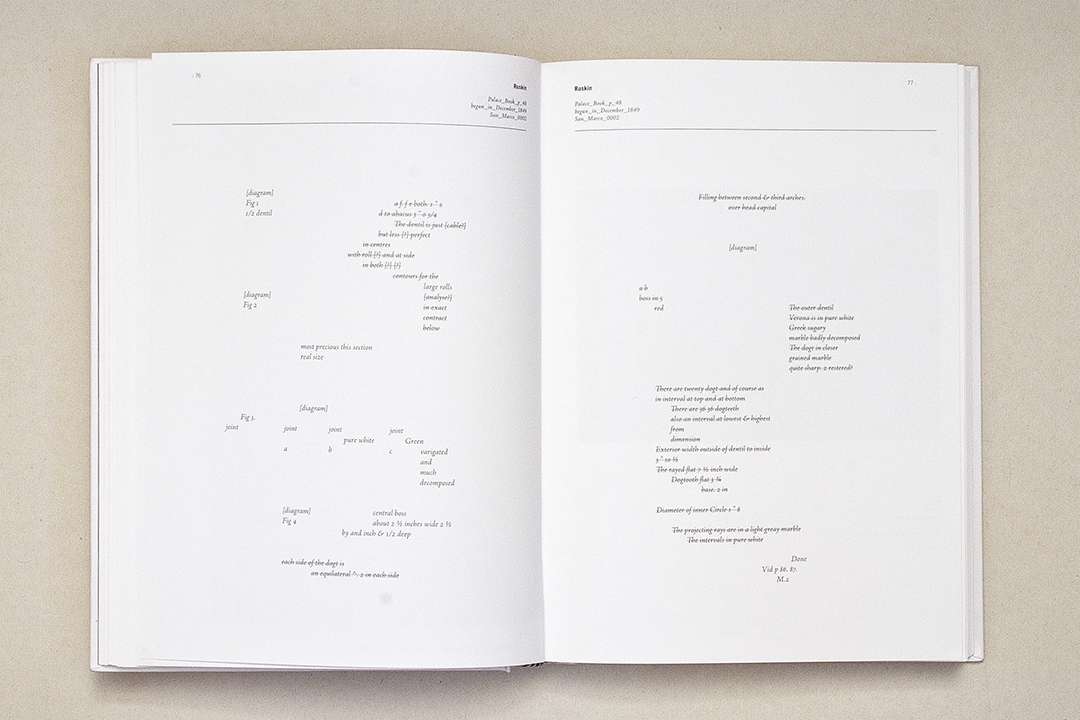 76
Ruskin
Palace_Book_p_48
began_in_December_1849
San_Marco_0002
[diagram]
Fig 1
1/2 dentil
a f. f e both. 1 ~ 2
d to abacus 3 ~ 0 3/4
The dentil is just {cable?}
but less {?} perfect
in centres
with roll {?} and at side
in both {?} {?}
contours for the
large rolls
{analyse?}
in exact
contract
below
[diagram]
Fig 2
most precious this section
real size
[diagram]
Fig 3.
joint joint joint joint
pure white Green
a b c varigated
and
much
decomposed
[diagram] central boss
Fig 4 about 2 ½ inches wide 2 ½
by and inch & 1/2 deep
each side of the dogt is
an equilateral ^. 2 in each side
77
Ruskin
Palace_Book_p_48
began_in_December_1849
San_Marco_0002
Filling between second & third arches.
over head capital
[diagram]
a b
boss in 5
red
The outer dentil
Verona is in pure white
Greek sugary
marble badly decomposed
The dogt in closer
grained marble
quite sharp. 2 restored?
There are twenty dogt and of course as
in interval at top and at bottom
There are 36 36 dogteeth
also an interval at lowest & highest
from
dimension
Exterior width outside of dentil to inside
The rayed flat 7 ½ inch wide
Dogtooth flat 3 ¼
base. 2 in
Diameter of inner Circle 1 ~ 6
The projecting rays are in a light greay marble
The intervals in pure white
Done
Vid p 86. 87.
M.2